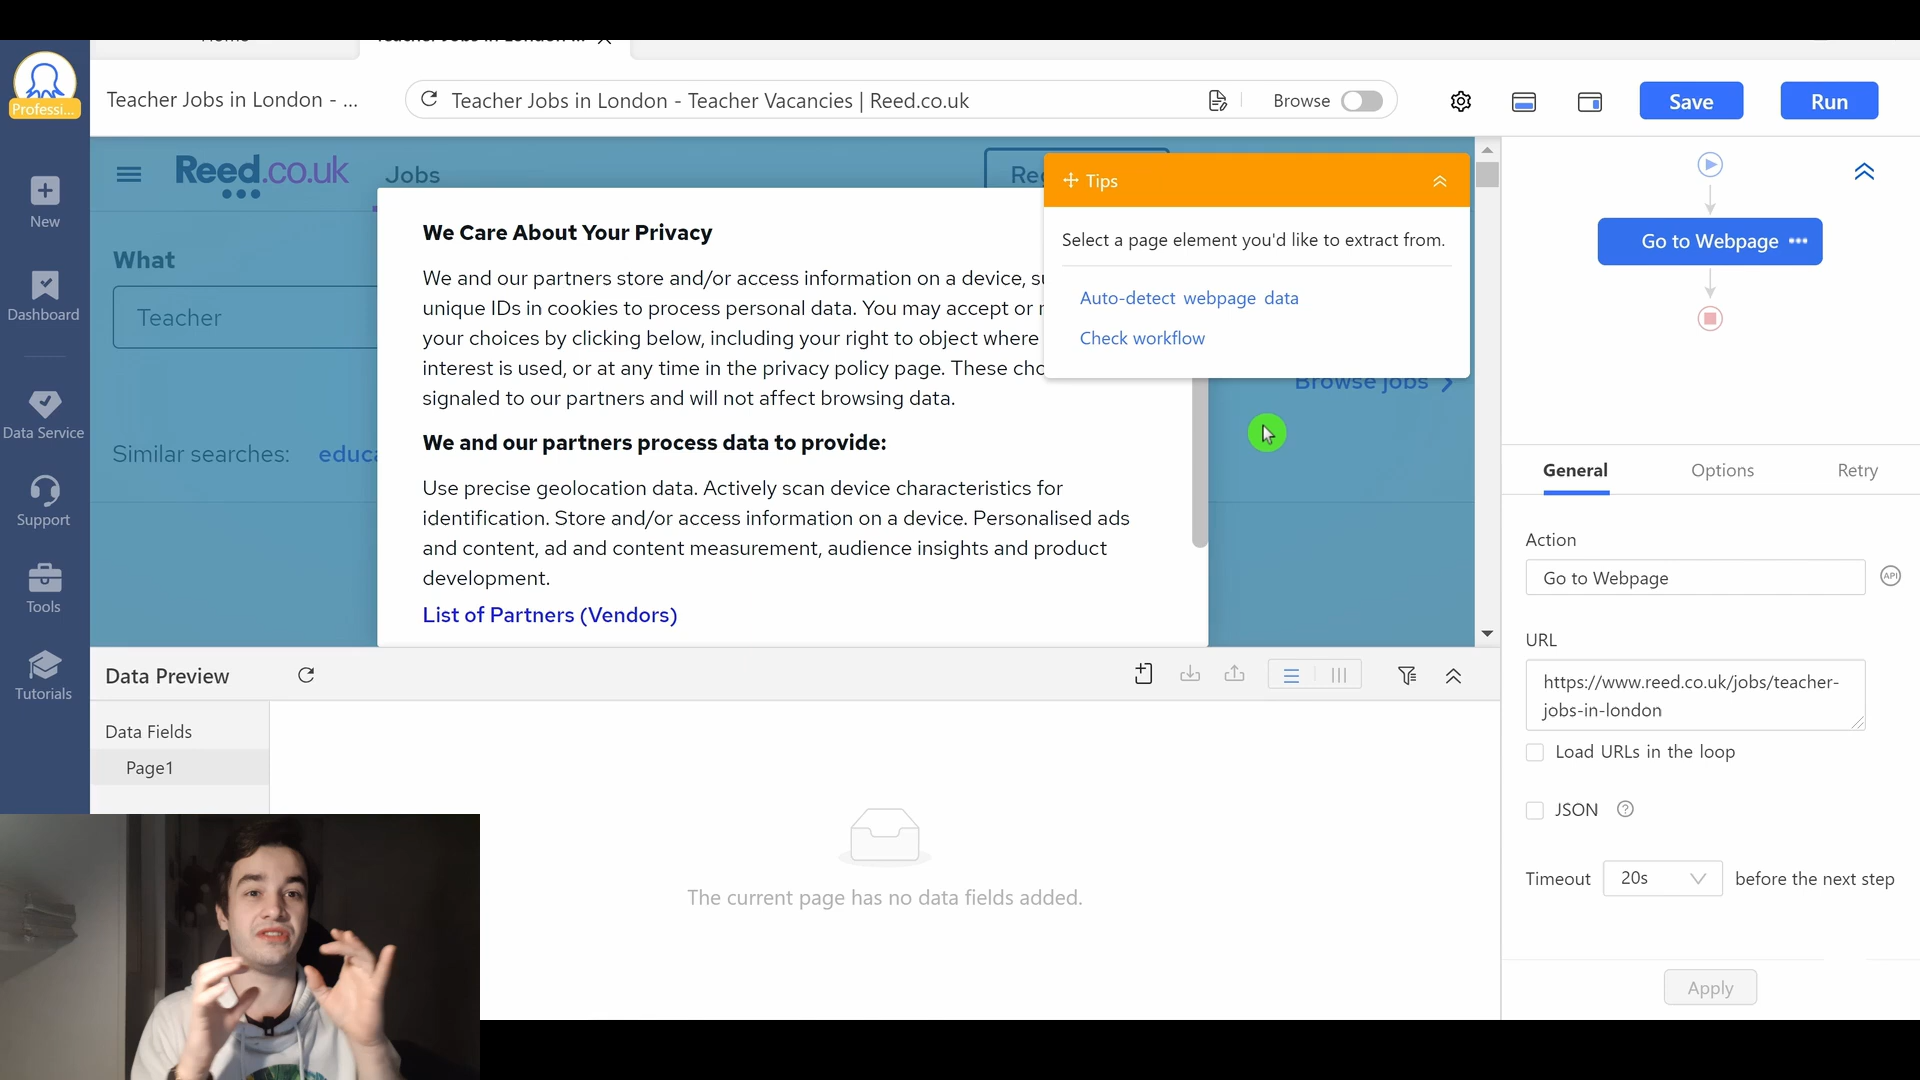 Teacher Jobs in London ...
Professi...
Teacher Jobs in London - ...
Teacher Jobs in London - Teacher Vacancies | Reed.co.uk
Browse
Save
Run
New
Dashboard
Data Service
Support
Tools
Tutorials
Reed.co.uk
Jobs
What
Teacher
Similar searches:
educa
Browse jobs
We Care About Your Privacy
We and our partners store and/or access information on a device, su
unique IDs in cookies to process personal data. You may accept or
your choices by clicking below, including your right to object where
interest is used, or at any time in the privacy policy page. These cho
signaled to our partners and will not affect browsing data.
We and our partners process data to provide:
Use precise geolocation data. Actively scan device characteristics for
identification. Store and/or access information on a device. Personalised ads
and content, ad and content measurement, audience insights and product
development.
List of Partners (Vendors)
Tips
Select a page element you'd like to extract from.
Auto-detect webpage data
Check workflow
Data Preview
Data Fields
Page1
The current page has no data fields added.
Go to Webpage
General
Options
Retry
Action
Go to Webpage
API
URL
https://www.reed.co.uk/jobs/teacher-
jobs-in-london
Load URLs in the loop
JSON
Timeout
20s
before the next step
Apply